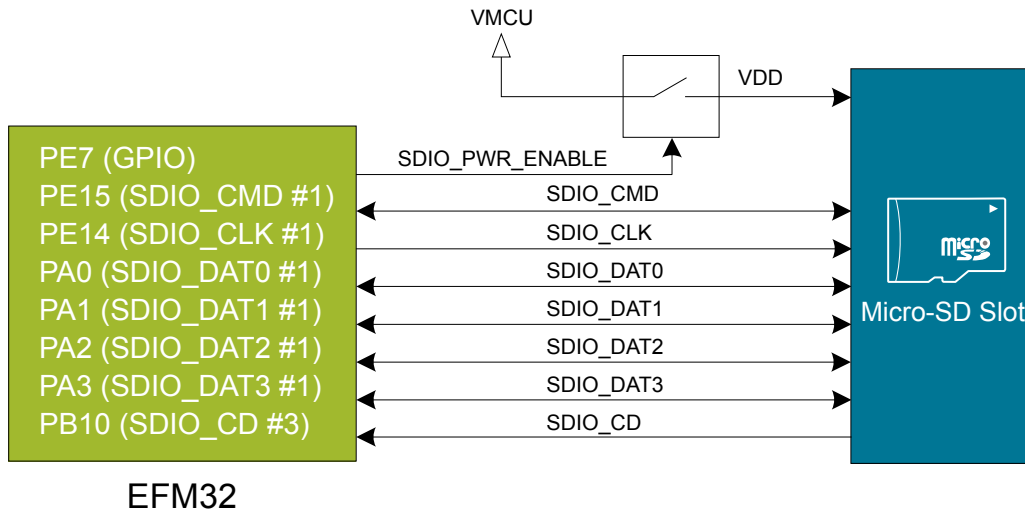 VMCU
VDD
PE7 (GPIO)
SDIO_PWR_ENABLE
PE15 (SDIO_CMD #1)
SDIO_CMD
PE14 (SDIO_CLK #1)
SDIO_CLK
PA0 (SDIO_DAT0 #1)
SDIO_DAT0
PA1 (SDIO_DAT1 #1)
SDIO_DAT1
PA2 (SDIO_DAT2 #1)
SDIO_DAT2
PA3 (SDIO_DAT3 #1)
SDIO_DAT3
PB10 (SDIO_CD #3)
SDIO_CD
Micro
SD
Micro-SD Slot
EFM32